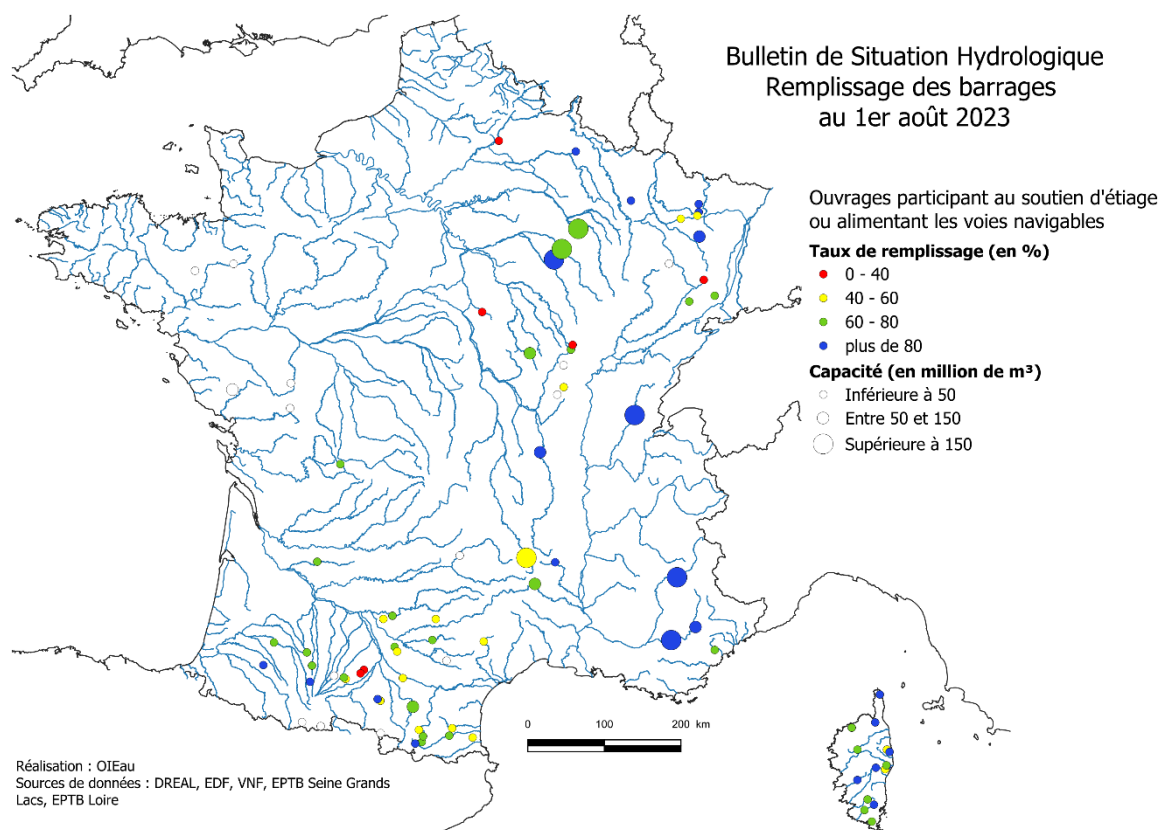 Bulletin de Situation Hydrologique
Remplissage des barrages
au 1er août 2023
Ouvrages participant au soutien d'étiage
ou alimentant les voies navigables
Taux de remplissage (en %)
0 - 40
40 - 60
60 - 80
plus de 80
Capacité (en million de m³)
Inférieure à 50
Entre 50 et 150
Supérieure à 150
0 100 200 km
Réalisation : OIEau
Sources de données : DREAL, EDF, VNF, EPTB Seine Grands
Lacs, EPTB Loire